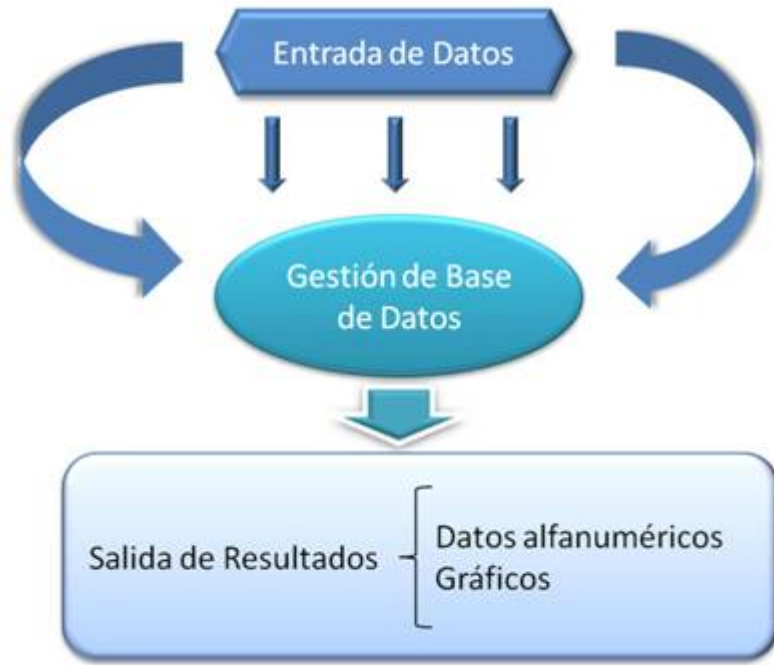 Entrada de Datos
Gestión de Base
de Datos
Salida de Resultados
Datos alfanuméricos
Gráficos